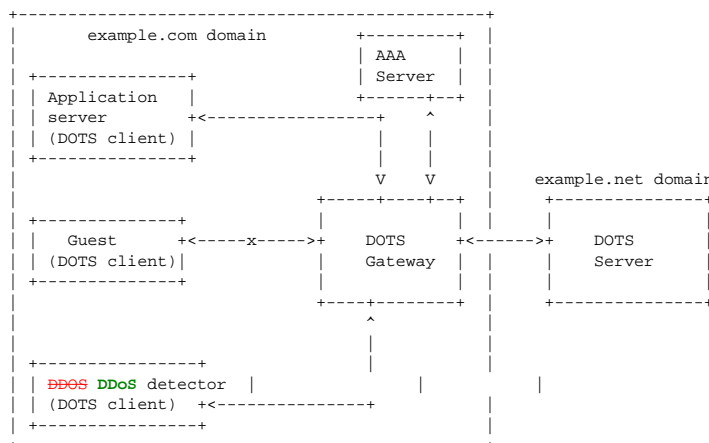 example.com domain
AAA
Server
Application
server
(DOTS client)
V V
example.net domain
Guest
(DOTS client)
x
DOTS
Gateway
DOTS
Server
DDOS DDoS detector
(DOTS client)